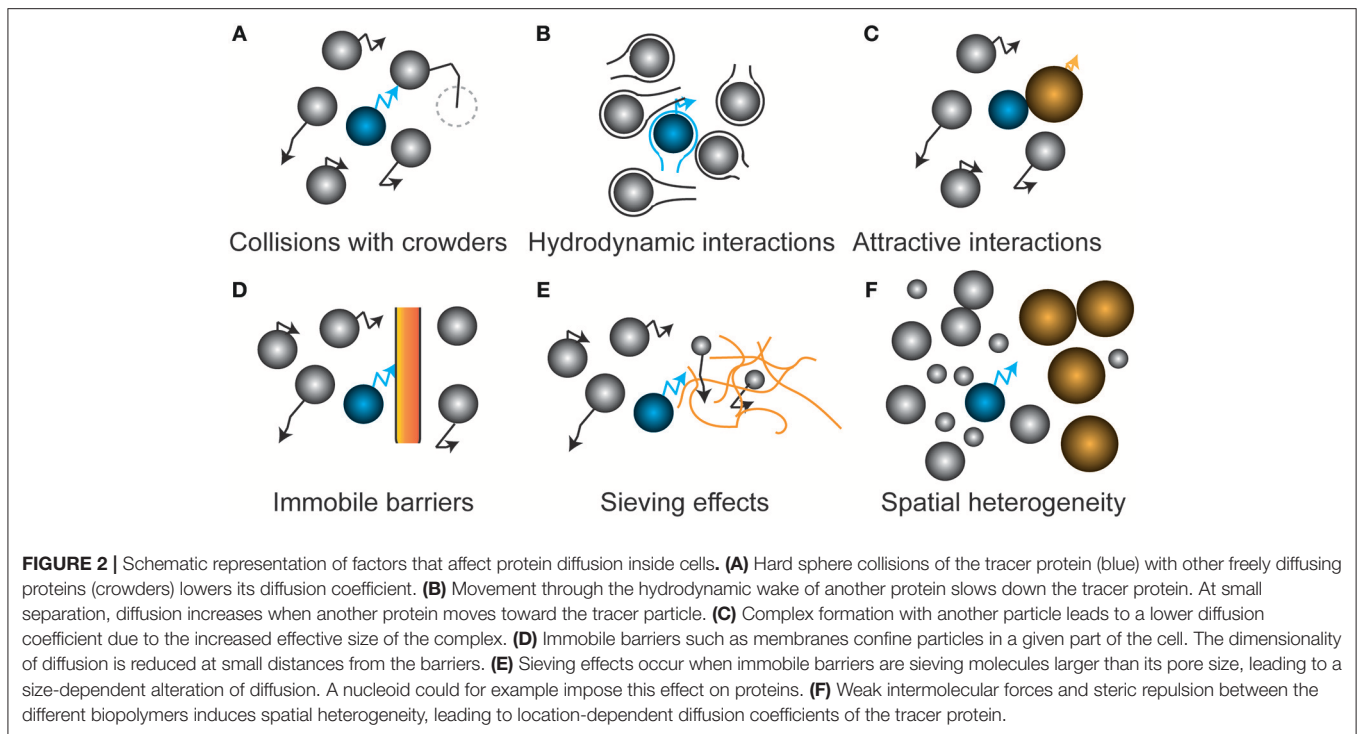 A
B
C
Collisions with crowders
Hydrodynamic interactions
Attractive interactions
D
E
F
Immobile barriers
Sieving effects
Spatial heterogeneity
FIGURE 2 | Schematic representation of factors that affect protein diffusion inside cells. (A) Hard sphere collisions of the tracer protein (blue) with other freely diffusing
proteins (crowders) lowers its diffusion coefficient. (B) Movement through the hydrodynamic wake of another protein slows down the tracer protein. At small
separation, diffusion increases when another protein moves toward the tracer particle. (C) Complex formation with another particle leads to a lower diffusion
coefficient due to the increased effective size of the complex. (D) Immobile barriers such as membranes confine particles in a given part of the cell. The dimensionality
of diffusion is reduced at small distances from the barriers. (E) Sieving effects occur when immobile barriers are sieving molecules larger than its pore size, leading to a
size-dependent alteration of diffusion. A nucleoid could for example impose this effect on proteins. (F) Weak intermolecular forces and steric repulsion between the
different biopolymers induces spatial heterogeneity, leading to location-dependent diffusion coefficients of the tracer protein.